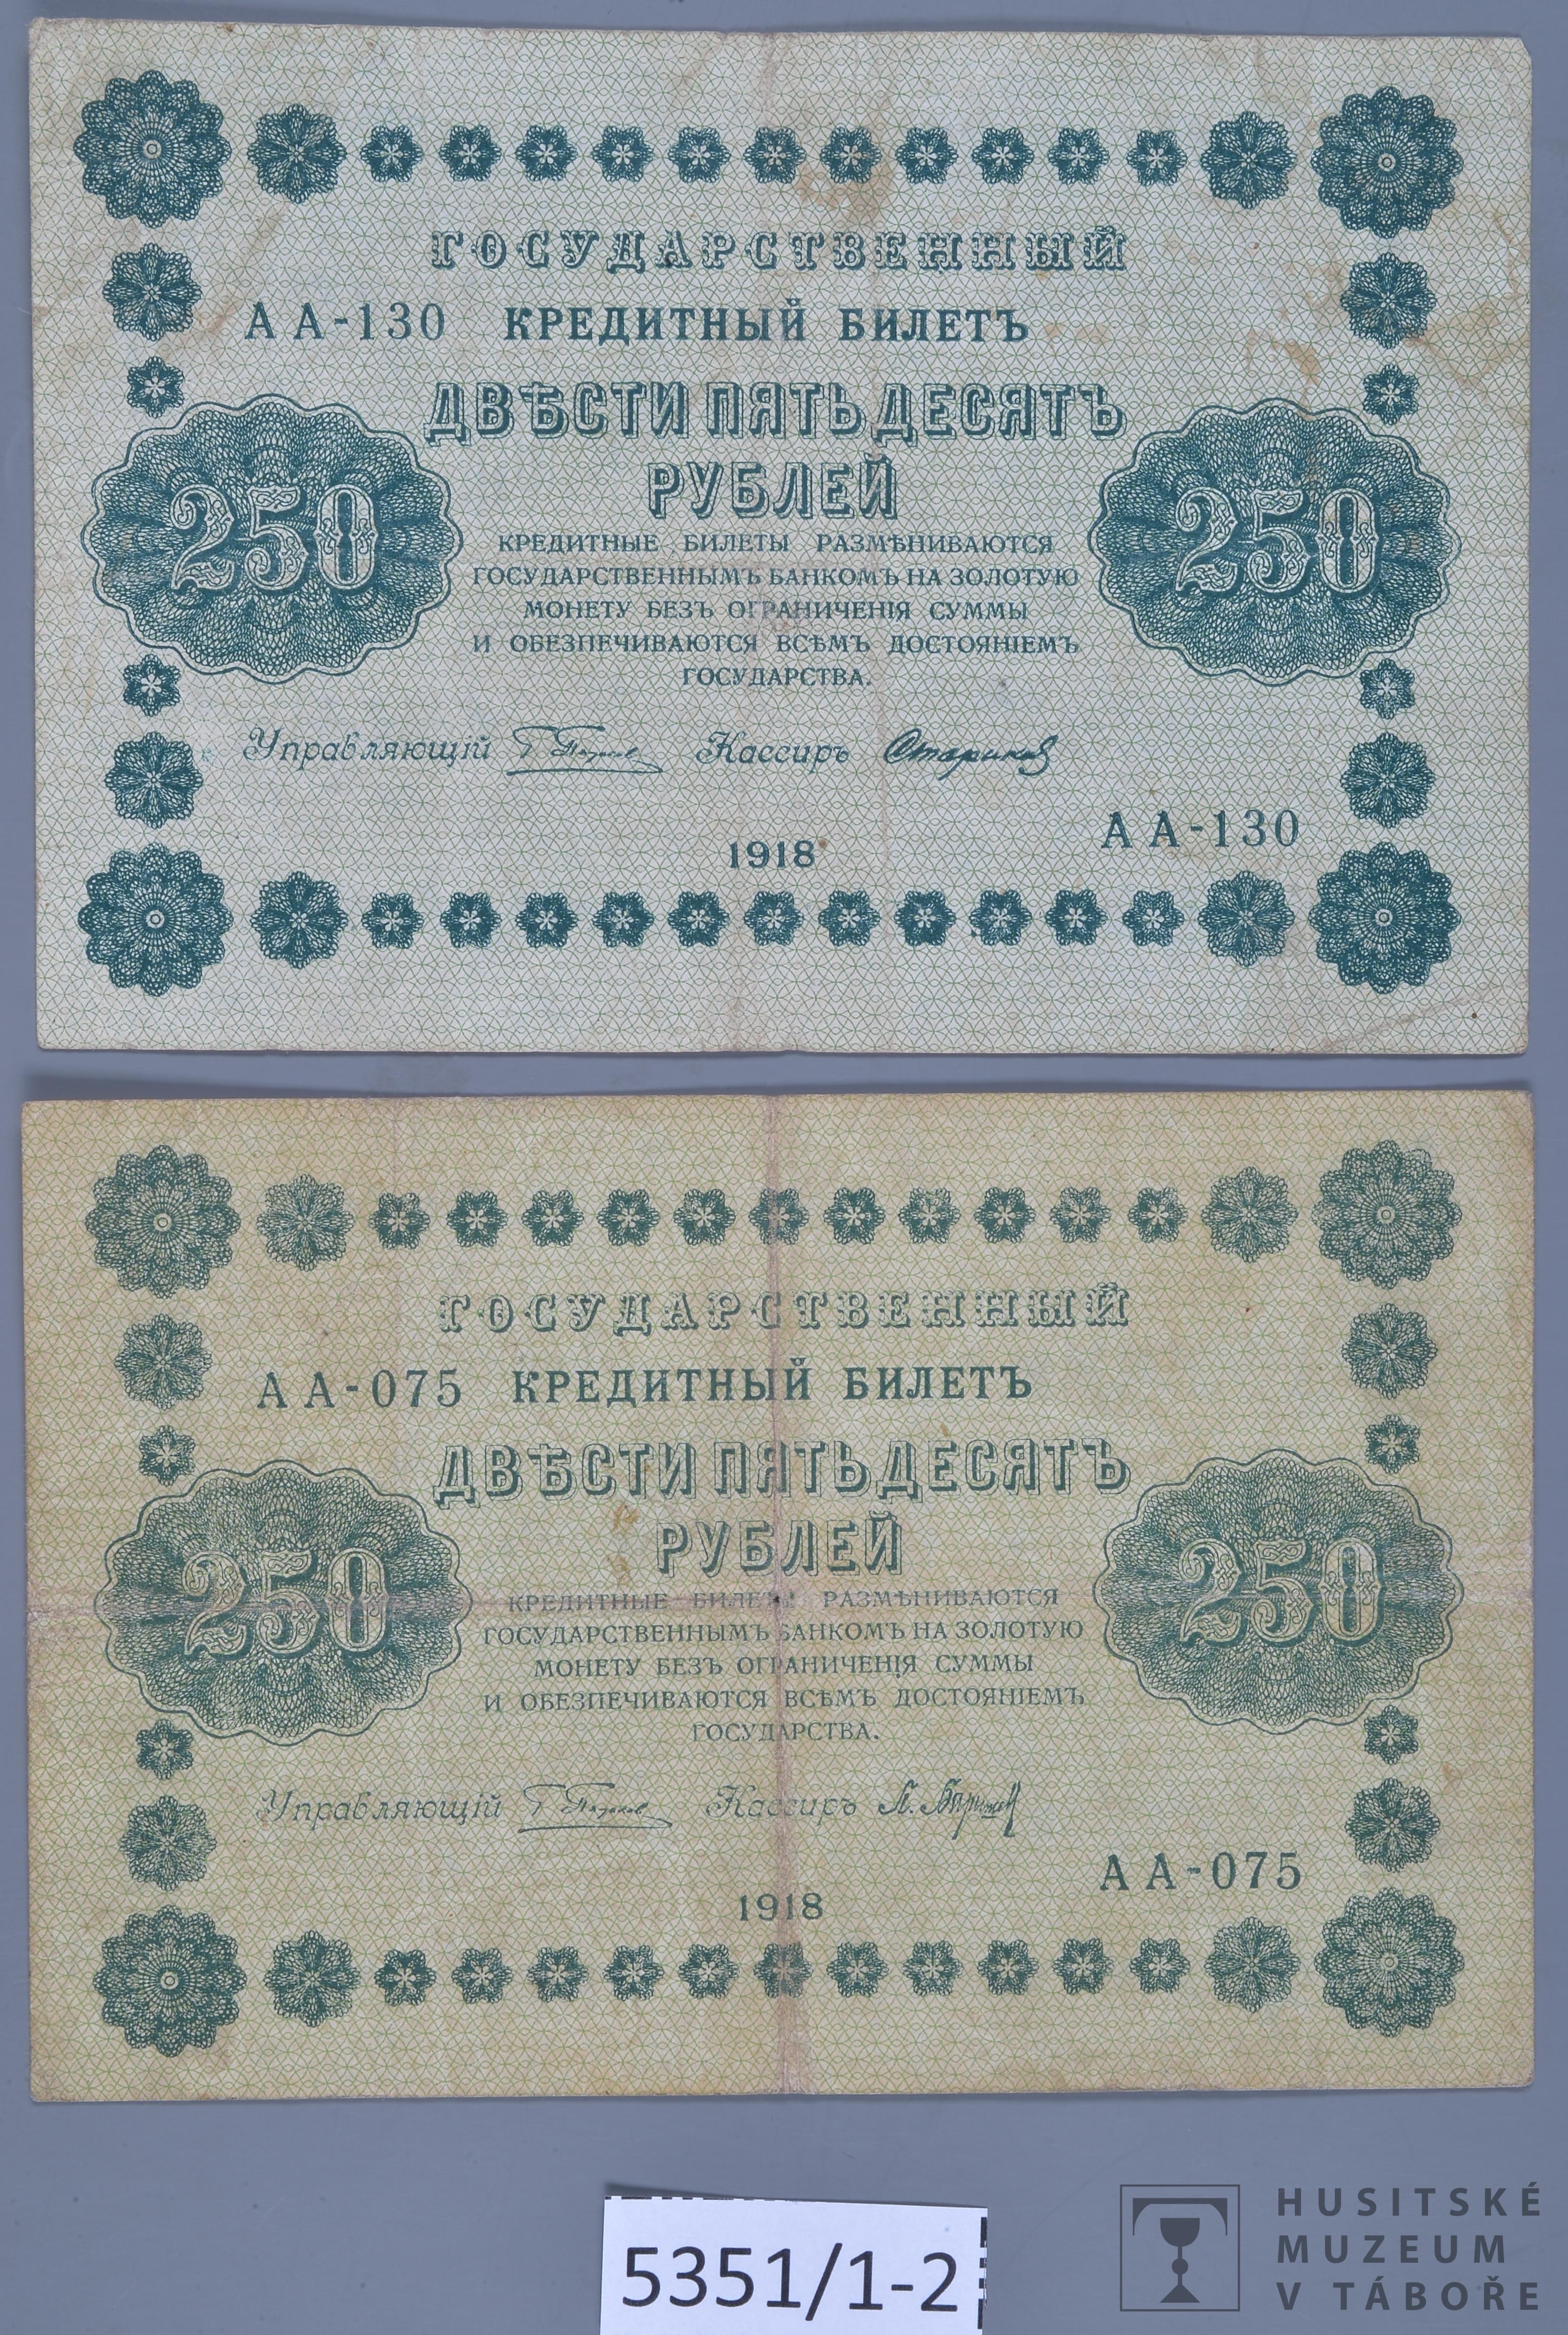 ГОСУДАРСТВЕННЫЙ
АА-130 КРЕДИТНЫЙ БИЛЕТЪ
ДВѢСТИ ПЯТЬДЕСЯТЪ
РУБЛЕЙ
250 250
КРЕДИТНЫЕ БИЛЕТЫ РАЗМѢНИВАЮТСЯ
ГОСУДАРСТВЕННЫМЪ БАНКОМЪ НА ЗОЛОТУЮ
МОНЕТУ БЕЗЪ ОГРАНИЧЕНІЯ СУММЫ
И ОБЕЗПЕЧИВАЮТСЯ ВСѢМЪ ДОСТОЯНІЕМЪ
ГОСУДАРСТВА.
Управляющій Кассиръ Стариков
АА-130
1918
ГОСУДАРСТВЕННЫЙ
АА-075 КРЕДИТНЫЙ БИЛЕТЪ
ДВѢСТИ ПЯТЬДЕСЯТЪ
РУБЛЕЙ
250 250
КРЕДИТНЫЕ БИЛЕТЫ РАЗМѢНИВАЮТСЯ
ГОСУДАРСТВЕННЫМЪ БАНКОМЪ НА ЗОЛОТУЮ
МОНЕТУ БЕЗЪ ОГРАНИЧЕНІЯ СУММЫ
И ОБЕЗПЕЧИВАЮТСЯ ВСѢМЪ ДОСТОЯНІЕМЪ
ГОСУДАРСТВА.
Управляющій Кассиръ
АА-075
1918
5351/1-2
HUSITSKÉ
MUZEUM
V TÁBOŘE